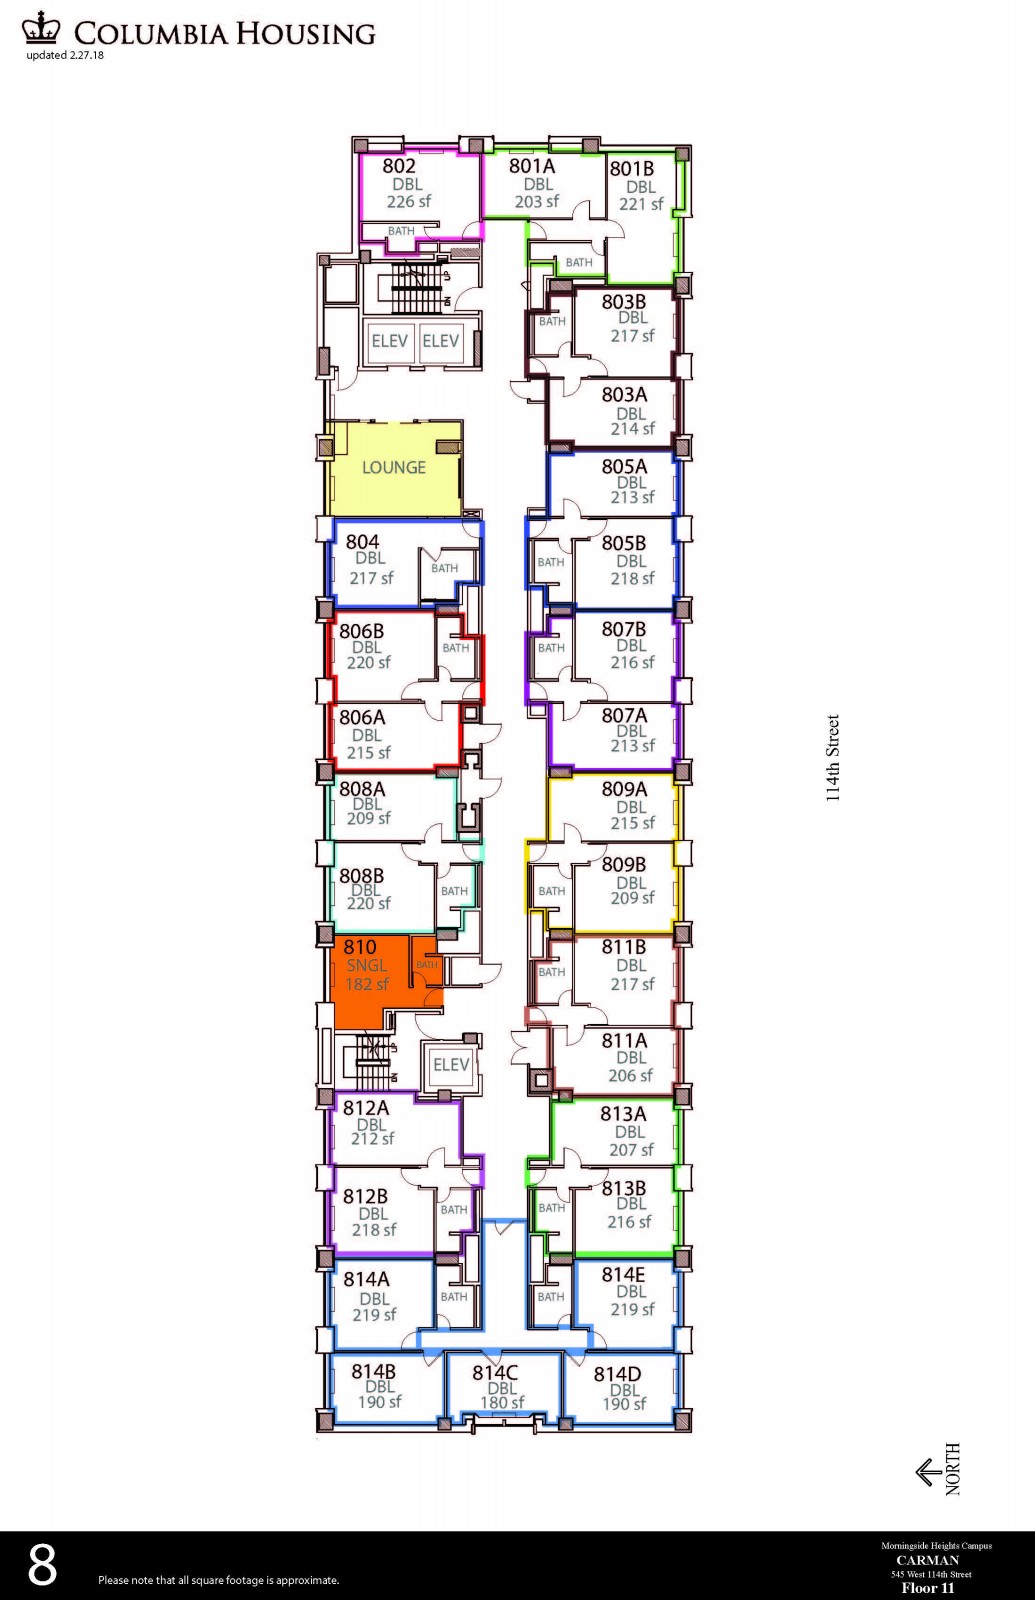 COLUMBIA HOUSING
updated 2.27.18
802
DBL
226 sf
BATH
801A
DBL
203 sf
801B
DBL
221 sf
BATH
UP
DN
ELEV
ELEV
803B
DBL
217 sf
BATH
803A
DBL
214 sf
LOUNGE
805A
DBL
213 sf
804
DBL
217 sf
BATH
805B
DBL
218 sf
BATH
806B
DBL
220 sf
BATH
807B
DBL
216 sf
BATH
806A
DBL
215 sf
807A
DBL
213 sf
114th Street
808A
DBL
209 sf
809A
DBL
215 sf
808B
DBL
220 sf
BATH
809B
DBL
209 sf
BATH
810
SNGL
182 sf
BATH
811B
DBL
217 sf
BATH
UP
DN
ELEV
811A
DBL
206 sf
812A
DBL
212 sf
813A
DBL
207 sf
812B
DBL
218 sf
BATH
813B
DBL
216 sf
BATH
814A
DBL
219 sf
BATH
814E
DBL
219 sf
BATH
814B
DBL
190 sf
814C
DBL
180 sf
814D
DBL
190 sf
NORTH
8
Please note that all square footage is approximate.
Morningside Heights Campus
CARMAN
545 West 114th Street
Floor 11